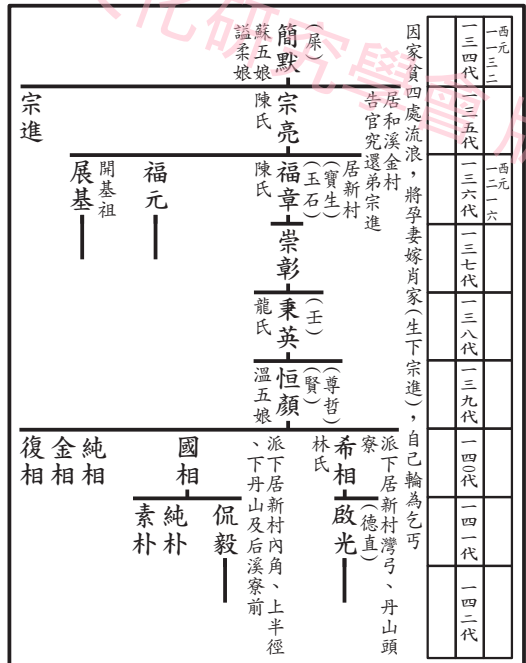 西元一一三二
西元一二一六
一三四代
一三五代
一三六代
一三七代
一三八代
一三九代
一四〇代
一四一代
一四二代
因家貧四處流浪，將孕妻嫁肖家(生下宗進)，自己輪為乞丐
(屎)
簡默
蘇五娘
謚柔娘
居和溪金村
告官究還弟宗進
宗亮
陳氏
宗進
居新村
(寶生)
(玉石)
福章
陳氏
福元
開基祖
展基
崇彰
(壬)
秉英
龍氏
(尊哲)
(賢)
恒顏
溫五娘
派下居新村灣弓、丹山頭
寮
希相
林氏
派下居新村內角、上半徑
、下丹山及后溪寮前
國相
純相
金相
復相
(德直)
啟光
侃毅
純朴
素朴
化研究學會版